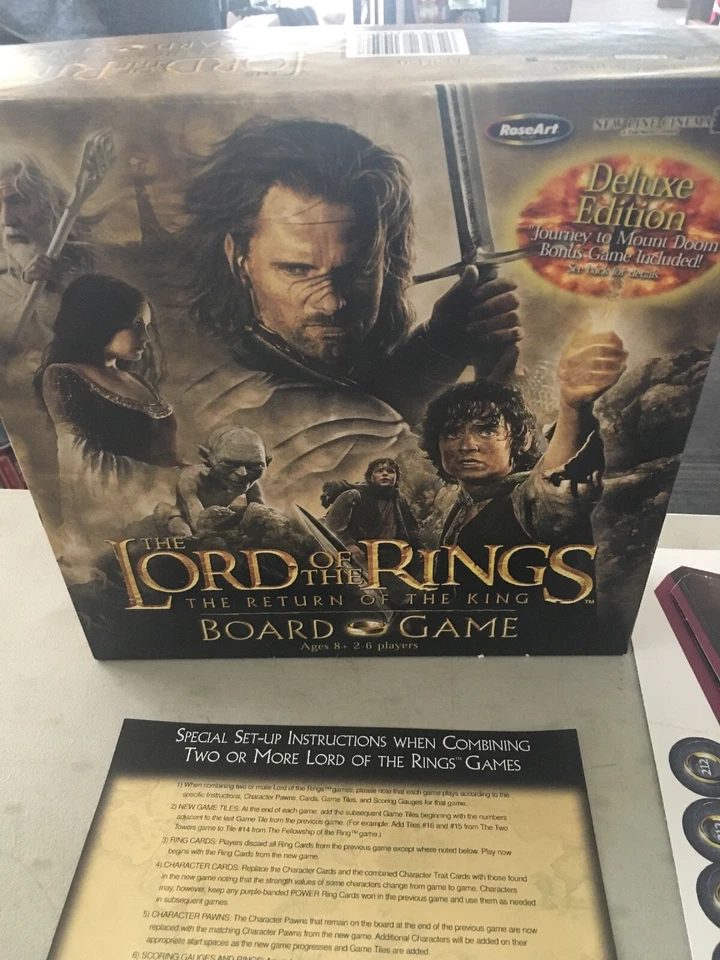 RoseArt
NEW LINE CINEMA
Deluxe
Edition
"Journey to Mount Doom"
Bonus Game Included!
See back for details
THE
LORD OF THE RINGS™
THE RETURN OF THE KING
BOARD GAME
Ages 8+ 2-6 players
SPECIAL SET-UP INSTRUCTIONS WHEN COMBINING
TWO OR MORE LORD OF THE RINGS™ GAMES
1) When combining two or more Lord of the Rings™ games, please note that each game plays according to the
specific Instructions, Character Pawns, Cards, Game Tiles, and Scoring Gauges for that game.
2) NEW GAME TILES: At the end of each game, add the subsequent Game Tiles beginning with the numbers
adjacent to the last Game Tile from the previous game. (For example: Add Tiles #16 and #15 from The Two
Towers game to Tile #14 from The Fellowship of the Ring™ game.)
3) RING CARDS: Players discard all Ring Cards from the previous game except where noted below. Play now
begins with the Ring Cards from the new game.
4) CHARACTER CARDS: Replace the Character Cards and the combined Character Trait Cards with those found
in the new game noting that the strength values of some characters change from game to game. Characters
may, however, keep any purple-banded POWER Ring Cards won in the previous game and use them as needed
in subsequent games.
5) CHARACTER PAWNS: The Character Pawns that remain on the board at the end of the previous game are now
replaced with the matching Character Pawns from the new game. Additional Characters will be added on their
appropriate start spaces as the new game progresses and Game Tiles are added.
6) SCORING GAUGES AND RINGS:
212